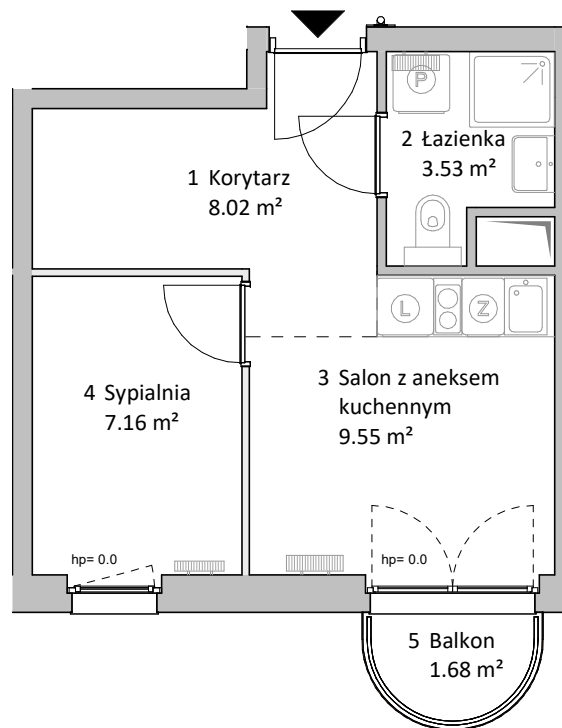 P
2 Łazienka
3.53 m²
1 Korytarz
8.02 m²
L
Z
3 Salon z aneksem
kuchennym
9.55 m²
4 Sypialnia
7.16 m²
hp= 0.0
hp= 0.0
5 Balkon
1.68 m²